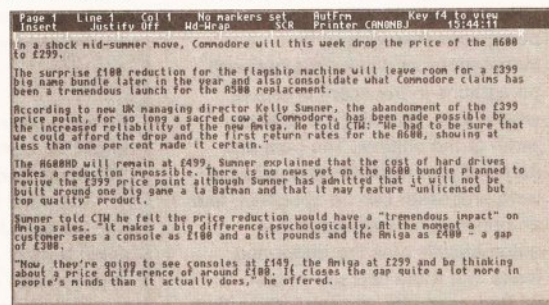 Page 1 Line 1 Col 1 No markers set AutFrm Key f4 to view
Insert Justify Off Wd-Wrap SCR Printer CANONBJ 15:44:11
In a shock mid-summer move, Commodore will this week drop the price of the A600
to £299.
The surprise £100 reduction for the flagship machine will leave room for a £399
big name bundle later in the year and also consolidate what Commodore claims has
been a tremendous launch for the A500 replacement.
According to new UK managing director Kelly Sumner, the abandonment of the £399
price point, for so long a sacred cow at Commodore, has been made possible by
the increased reliability of the new Amiga. He told CTW: "We had to be sure that
we could afford the drop and the first return rates for the A600, showing at
less than one per cent made it certain."
The A600HD will remain at £499, Sumner explained that the cost of hard drives
makes a reduction impossible. There is no news yet on the A600 bundle planned to
revive the £399 price point although Sumner has admitted that it will not be
built around one big game a la Batman and that it may feature "unlicensed but
top quality" product.
Sumner told CTW he felt the price reduction would have a "tremendous impact" on
Amiga sales. "It makes a big difference psychologically. At the moment a
customer sees a console as £100 and a bit pounds and the Amiga as £400 - a gap
of £300.
"Now, they're going to see consoles at £149, the Amiga at £299 and be thinking
about a price drifference of around £100. It closes the gap quite a lot more in
people's minds than it actually does," he offered.